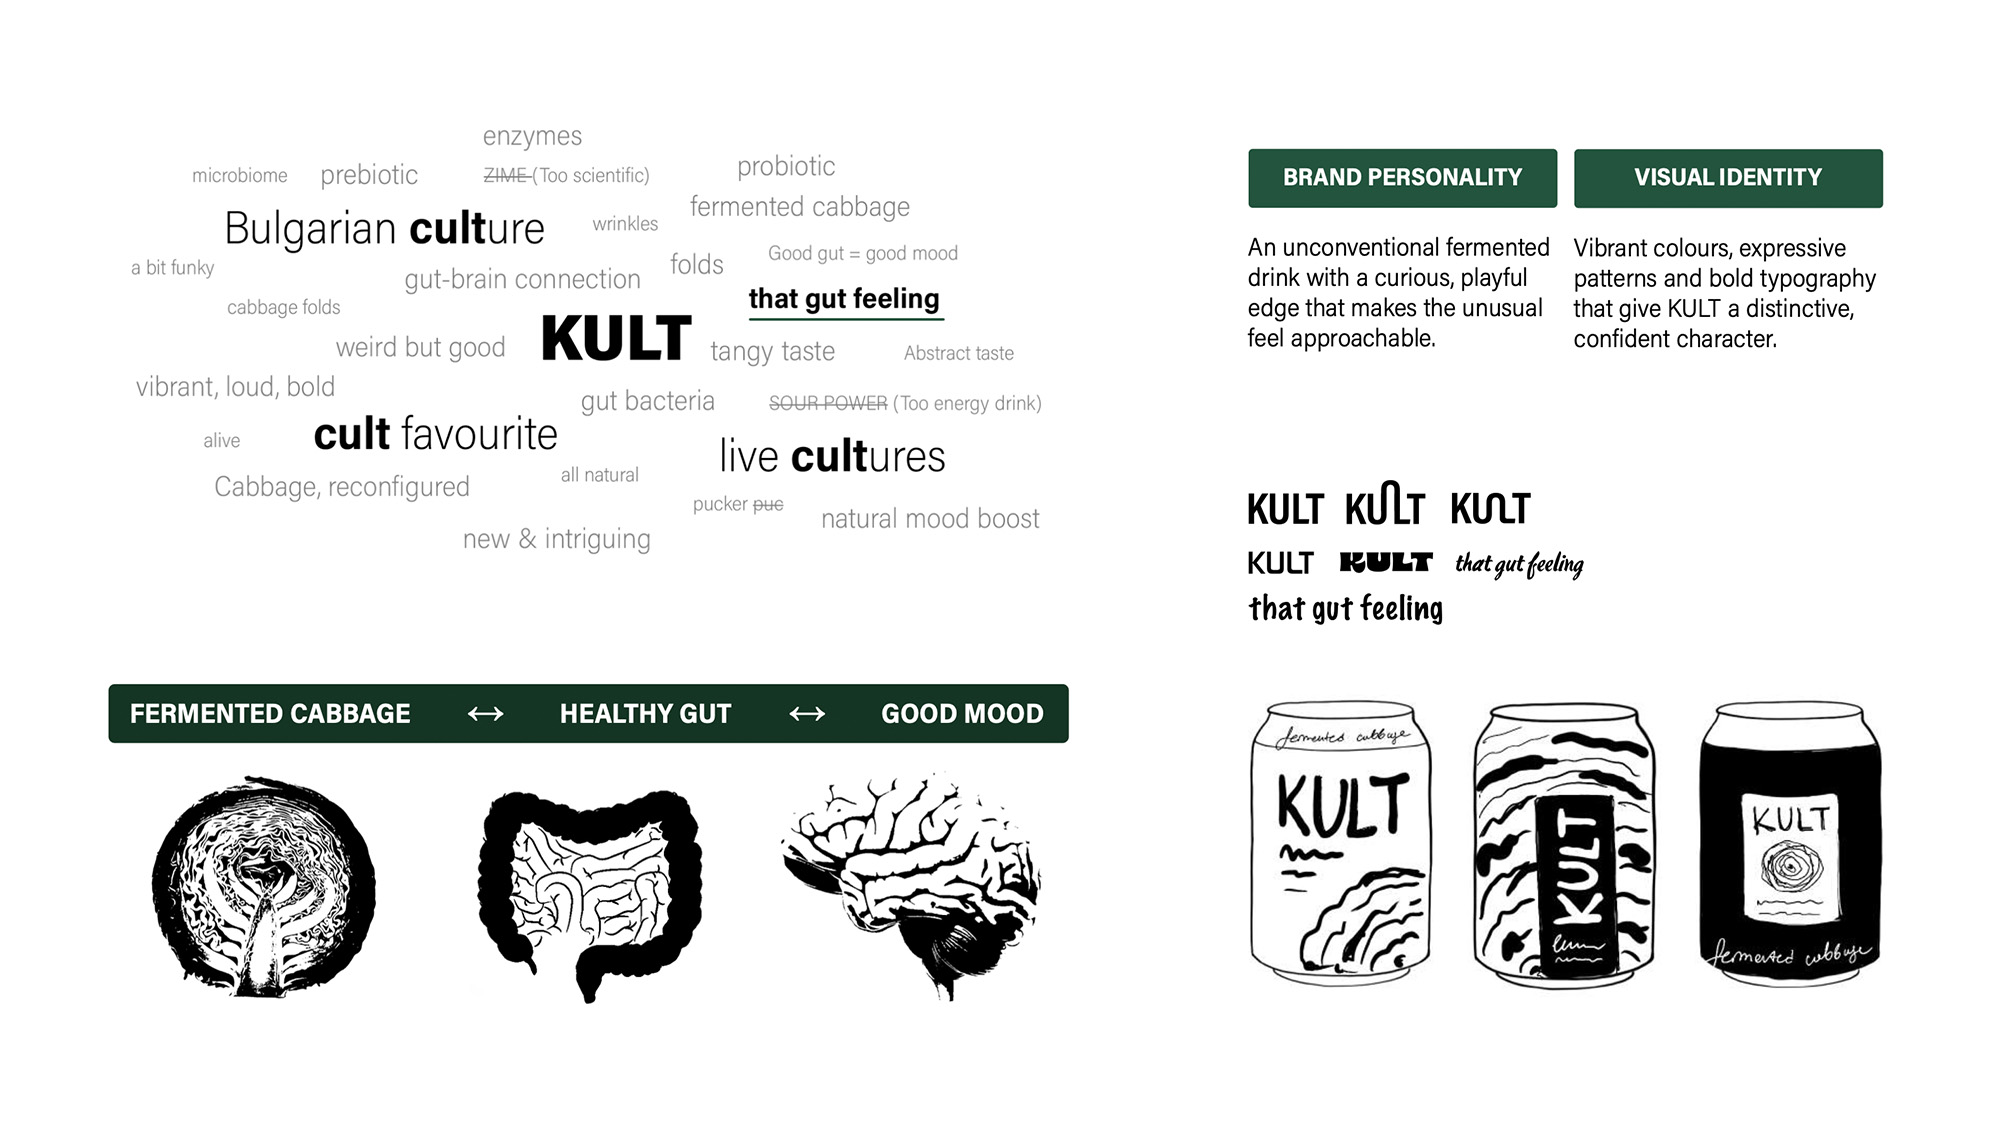 enzymes
microbiome
prebiotic
ZIME (Too scientific)
probiotic
Bulgarian culture
wrinkles
fermented cabbage
a bit funky
gut-brain connection
folds
Good gut = good mood
cabbage folds
that gut feeling
weird but good
KULT
tangy taste
Abstract taste
vibrant, loud, bold
gut bacteria
SOUR POWER (Too energy drink)
alive
cult favourite
live cultures
Cabbage, reconfigured
all natural
pucker puc
natural mood boost
new & intriguing
FERMENTED CABBAGE ↔ HEALTHY GUT ↔ GOOD MOOD
BRAND PERSONALITY
An unconventional fermented
drink with a curious, playful
edge that makes the unusual
feel approachable.
VISUAL IDENTITY
Vibrant colours, expressive
patterns and bold typography
that give KULT a distinctive,
confident character.
KULT KULT KULT
KULT KULT that gut feeling
that gut feeling
fermented cabbage
KULT
KULT
KULT
fermented cabbage